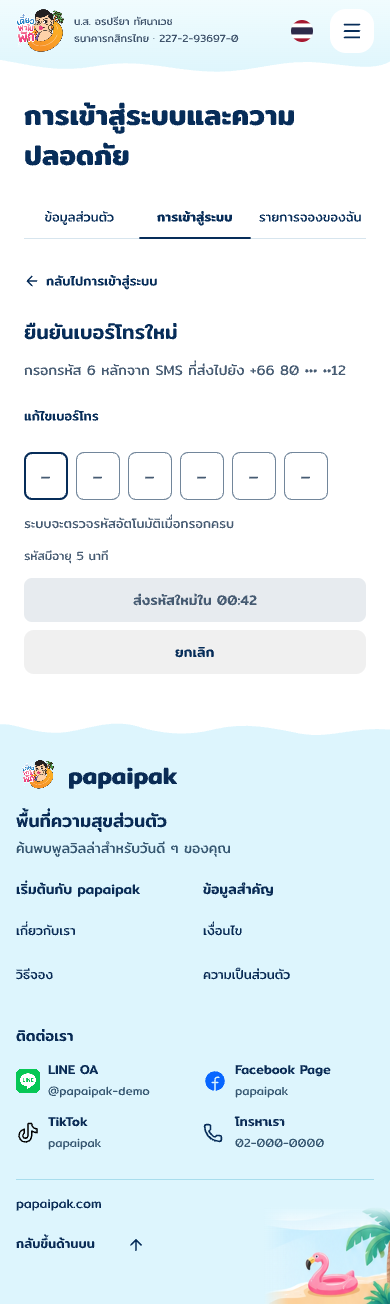 น.ส. อรปรียา ทัศนาเวช
ธนาคารกสิกรไทย · 227-2-93697-0
การเข้าสู่ระบบและความ
ปลอดภัย
ข้อมูลส่วนตัว
การเข้าสู่ระบบ
รายการจองของฉัน
← กลับไปการเข้าสู่ระบบ
ยืนยันเบอร์โทรใหม่
กรอกรหัส 6 หลักจาก SMS ที่ส่งไปยัง +66 80 ••• ••12
แก้ไขเบอร์โทร
– – – – – –
ระบบจะตรวจรหัสอัตโนมัติเมื่อกรอกครบ
รหัสมีอายุ 5 นาที
ส่งรหัสใหม่ใน 00:42
ยกเลิก
papaipak
พื้นที่ความสุขส่วนตัว
ค้นพบพูลวิลล่าสำหรับวันดี ๆ ของคุณ
เริ่มต้นกับ papaipak
ข้อมูลสำคัญ
เกี่ยวกับเรา
เงื่อนไข
วิธีจอง
ความเป็นส่วนตัว
ติดต่อเรา
LINE OA
@papaipak-demo
Facebook Page
papaipak
TikTok
papaipak
โทรหาเรา
02-000-0000
papaipak.com
กลับขึ้นด้านบน ↑